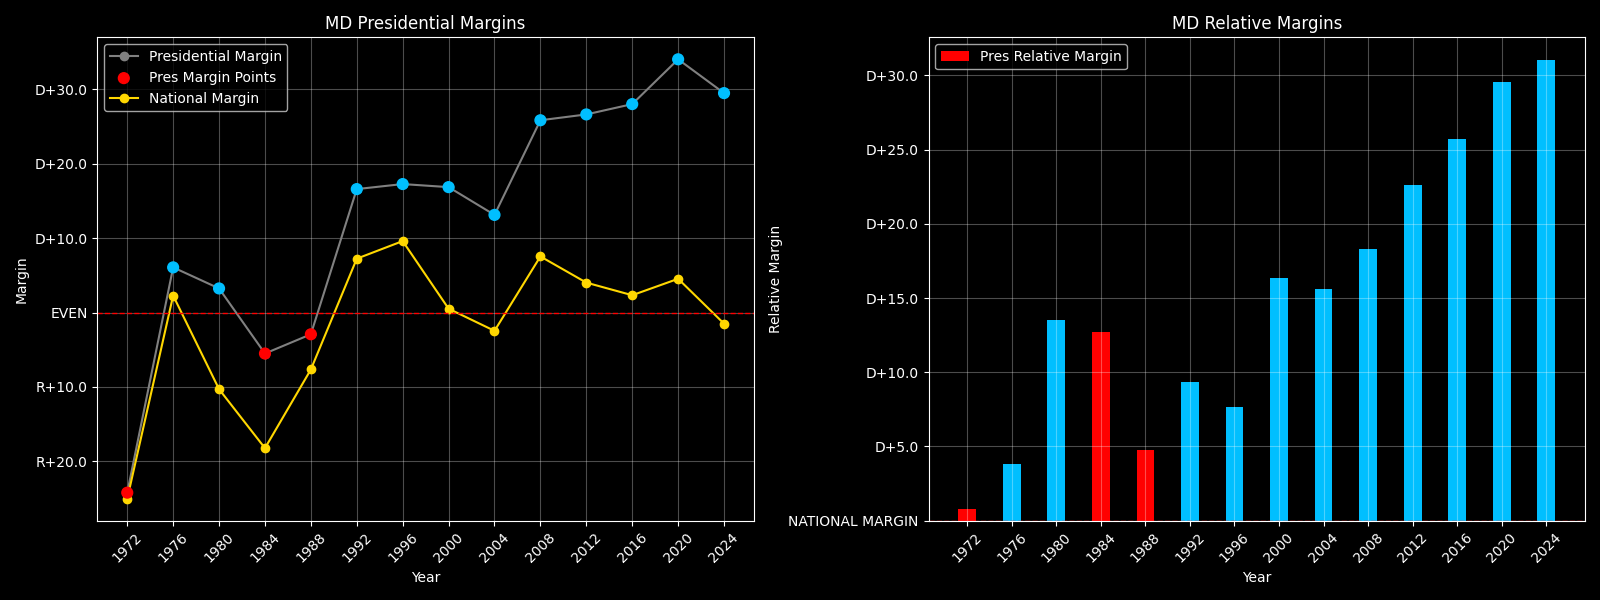 MD Presidential Margins
Presidential Margin
Pres Margin Points
National Margin
Margin
D+30.0
D+20.0
D+10.0
EVEN
R+10.0
R+20.0
1972
1976
1980
1984
1988
1992
1996
2000
2004
2008
2012
2016
2020
2024
Year
MD Relative Margins
Pres Relative Margin
Relative Margin
D+30.0
D+25.0
D+20.0
D+15.0
D+10.0
D+5.0
NATIONAL MARGIN
1972
1976
1980
1984
1988
1992
1996
2000
2004
2008
2012
2016
2020
2024
Year